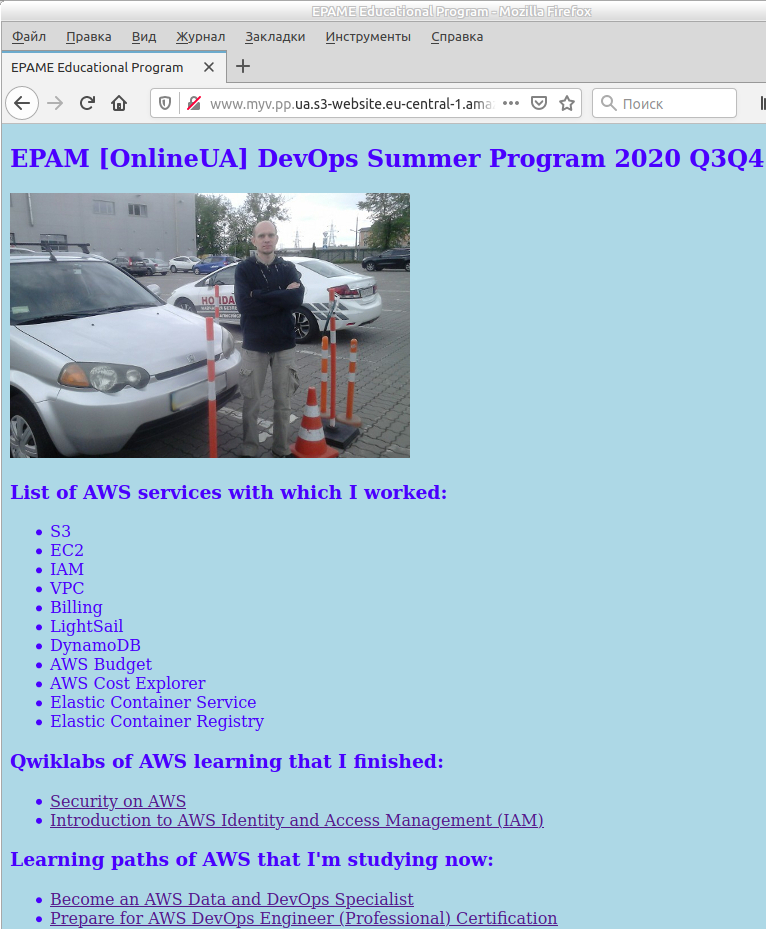 EPAME Educational Program - Mozilla Firefox
Файл Правка Вид Журнал Закладки Инструменты Справка
EPAME Educational Program
www.myv.pp.ua.s3-website.eu-central-1.ama
Поиск
EPAM [OnlineUA] DevOps Summer Program 2020 Q3Q4
List of AWS services with which I worked:
• S3
• EC2
• IAM
• VPC
• Billing
• LightSail
• DynamoDB
• AWS Budget
• AWS Cost Explorer
• Elastic Container Service
• Elastic Container Registry
Qwiklabs of AWS learning that I finished:
• Security on AWS
• Introduction to AWS Identity and Access Management (IAM)
Learning paths of AWS that I'm studying now:
• Become an AWS Data and DevOps Specialist
• Prepare for AWS DevOps Engineer (Professional) Certification